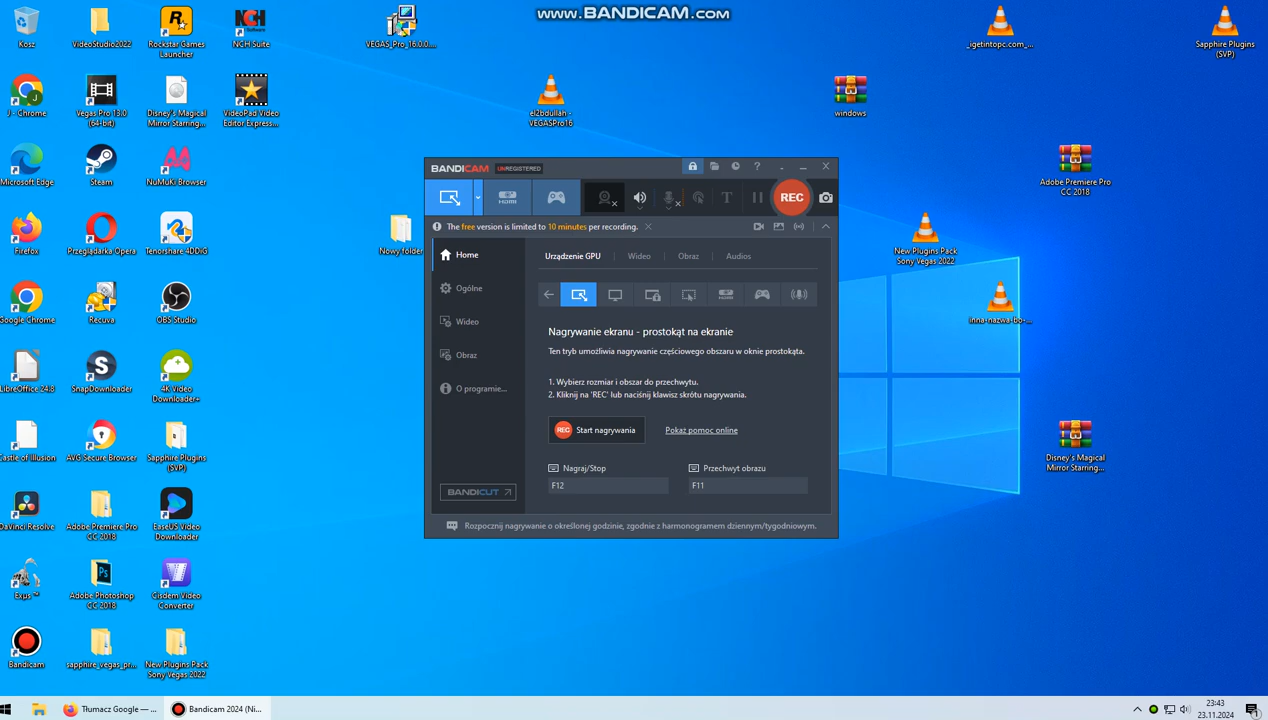 www.BANDICAM.com
Kosz
VideoStudio2022
Rockstar Games
Launcher
NCH
NCH Suite
VEGAS_Pro_16.0.0....
_igetintopc.com_...
Sapphire Plugins
(SVP)
J - Chrome
Vegas Pro 13.0
(64-bit)
Disney's Magical
Mirror Starring...
VideoPad Video
Editor Express...
el2bdullah -
VEGASPro16
windows
Microsoft Edge
Steam
NuMuKi Browser
Adobe Premiere Pro
CC 2018
Firefox
Przeglądarka Opera
Tenorshare 4DDiG
Nowy folder
New Plugins Pack
Sony Vegas 2022
Google Chrome
Recuva
OBS Studio
inna-nazwa-bo-...
LibreOffice 24.8
SnapDownloader
4K Video
Downloader+
Castle of Illusion
AVG Secure Browser
Sapphire Plugins
(SVP)
Disney's Magical
Mirror Starring...
DaVinci Resolve
Adobe Premiere Pro
CC 2018
EaseUS Video
Downloader
Exµs ™
Adobe Photoshop
CC 2018
Cisdem Video
Converter
Bandicam
sapphire_vegas_pr...
New Plugins Pack
Sony Vegas 2022
BANDICAM UNREGISTERED
HDMI
REC
The free version is limited to 10 minutes per recording.
Home
Ogólne
Wideo
Obraz
O programie...
BANDICUT
Urządzenie GPU
Wideo
Obraz
Audios
HDMI
Nagrywanie ekranu - prostokąt na ekranie
Ten tryb umożliwia nagrywanie częściowego obszaru w oknie prostokąta.
1. Wybierz rozmiar i obszar do przechwytu.
2. Kliknij na 'REC' lub naciśnij klawisz skrótu nagrywania.
REC Start nagrywania
Pokaż pomoc online
Nagraj/Stop
Przechwyt obrazu
F12
F11
Rozpocznij nagrywanie o określonej godzinie, zgodnie z harmonogramem dziennym/tygodniowym.
Tłumacz Google — ...
Bandicam 2024 (Ni...
23:43
23.11.2024